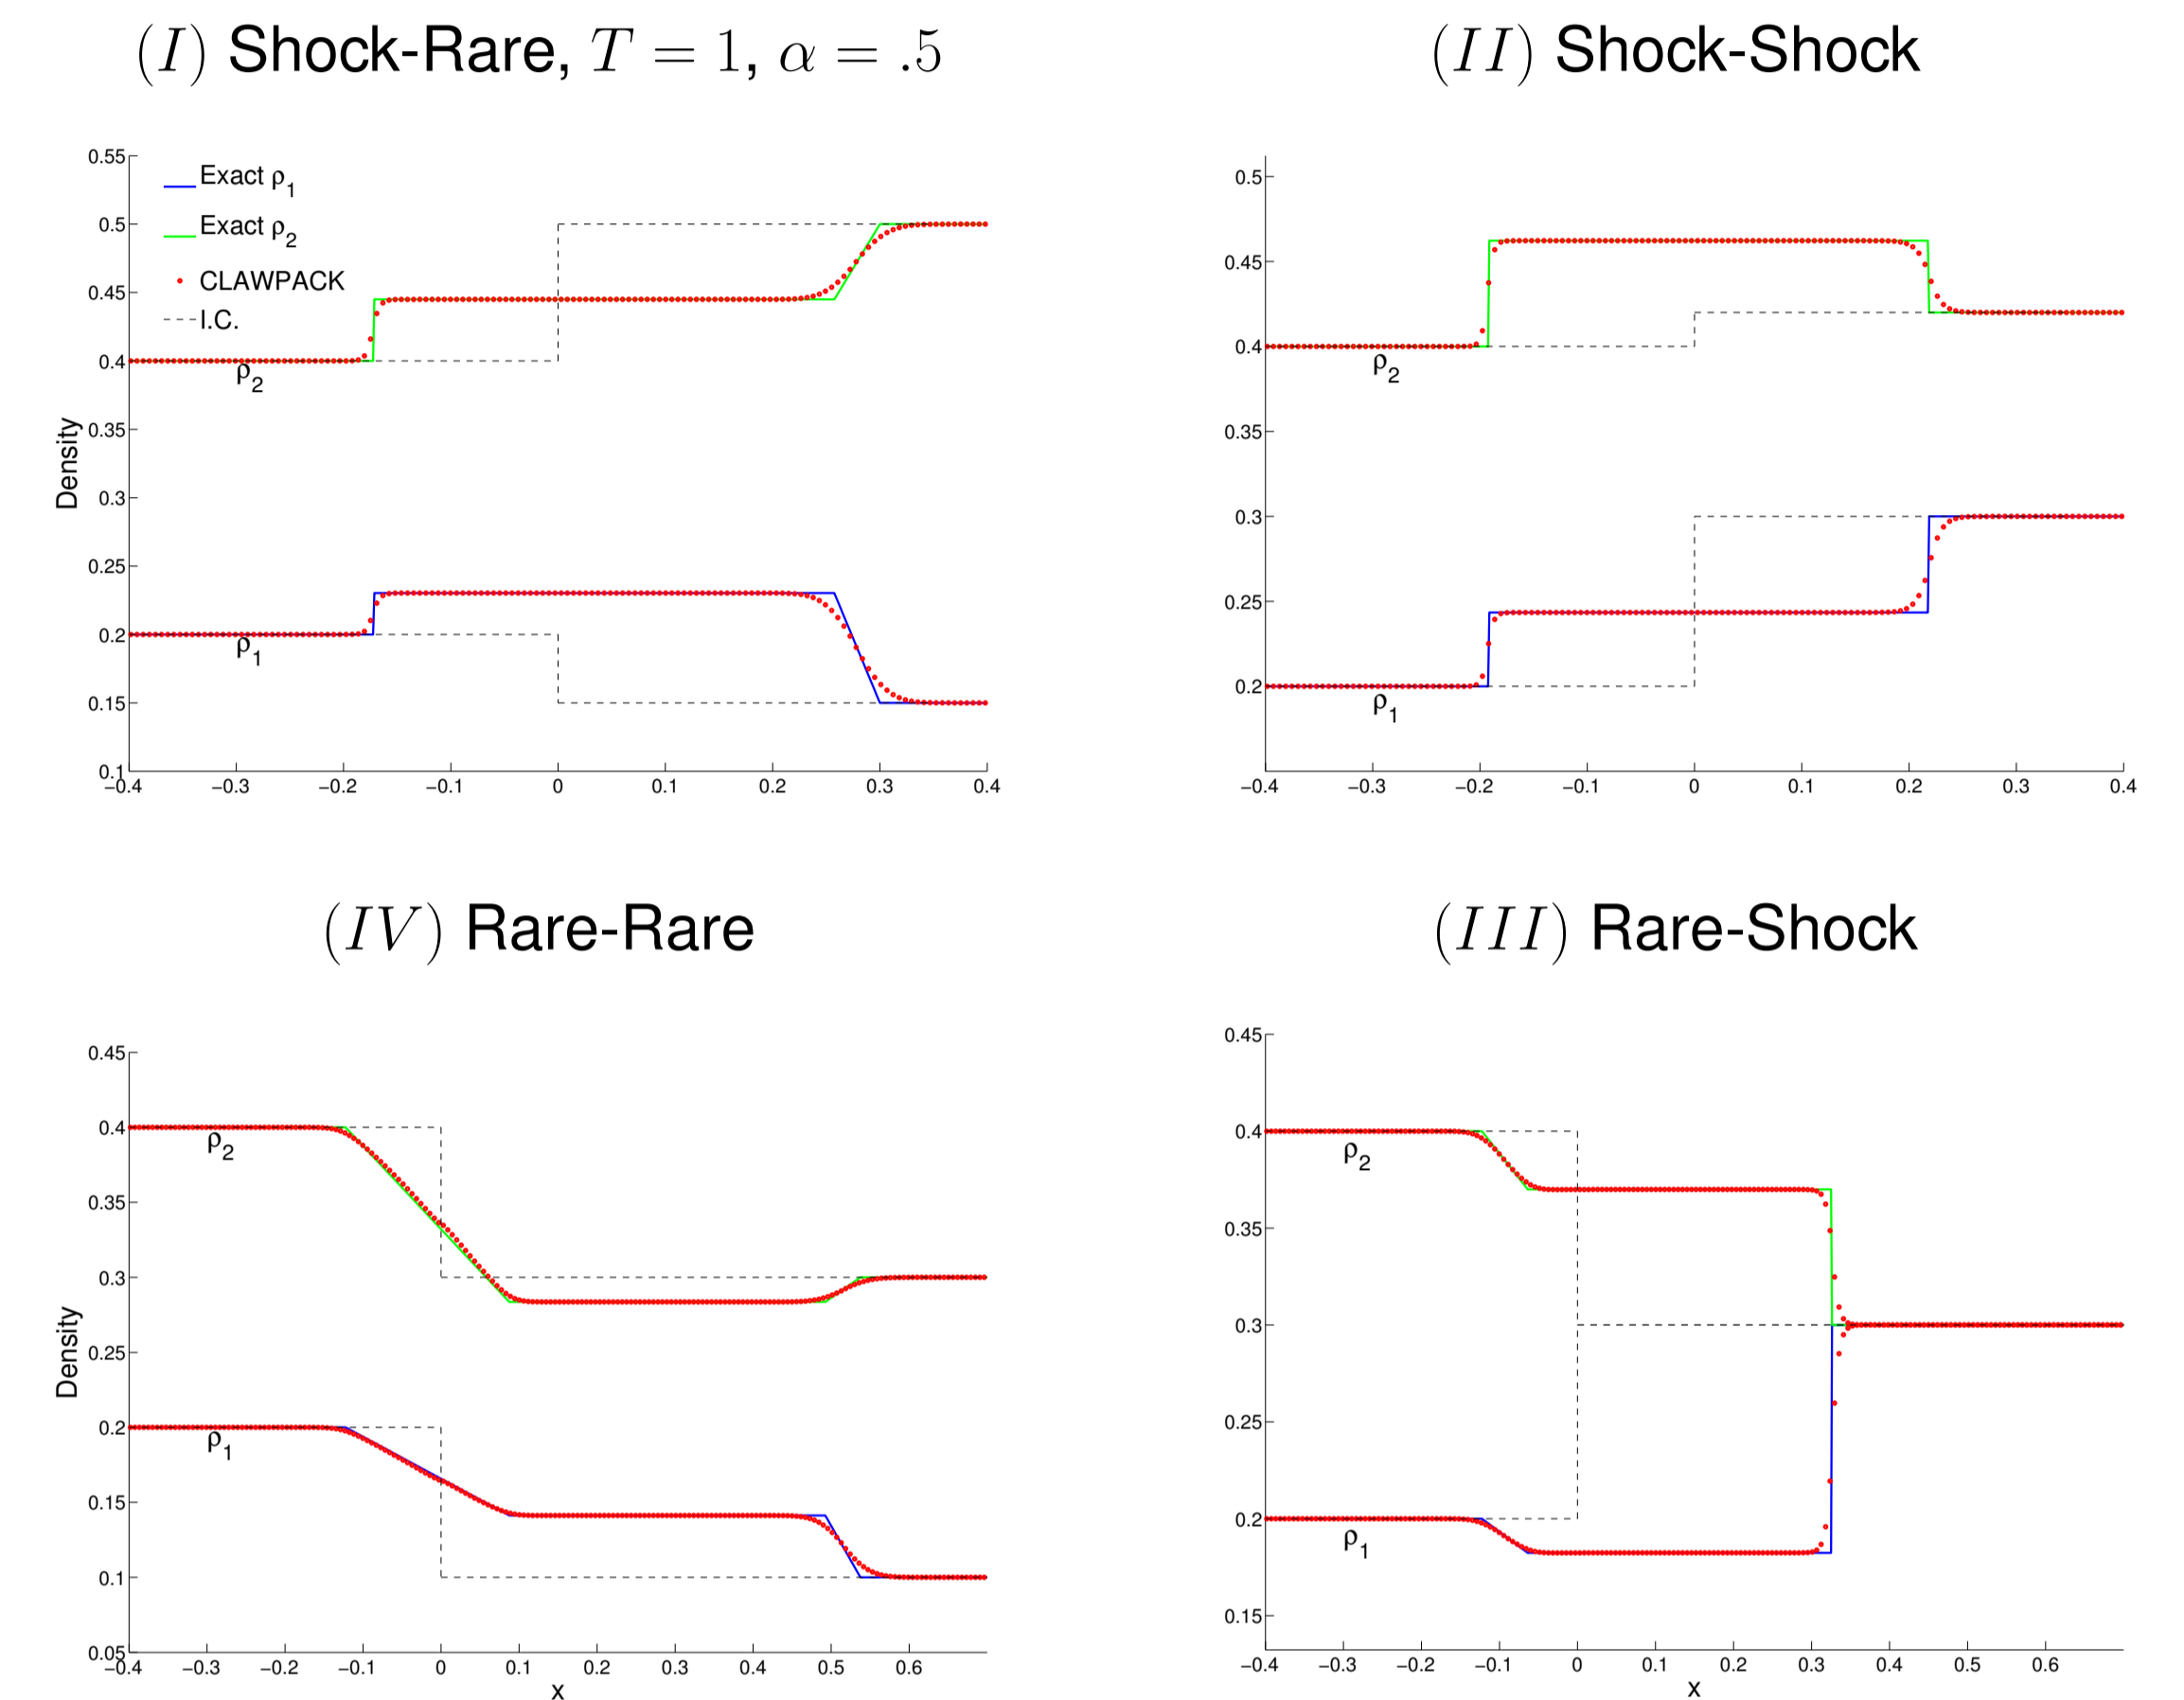 (I) Shock-Rare, T = 1, α = .5
0.55
0.5
0.45
0.4
0.35
0.3
0.25
0.2
0.15
0.1
Density
Exact ρ1
Exact ρ2
CLAWPACK
I.C.
ρ2
ρ1
−0.4 −0.3 −0.2 −0.1 0 0.1 0.2 0.3 0.4
(II) Shock-Shock
0.5
0.45
0.4
0.35
0.3
0.25
0.2
ρ2
ρ1
−0.4 −0.3 −0.2 −0.1 0 0.1 0.2 0.3 0.4
(IV) Rare-Rare
0.45
0.4
0.35
0.3
0.25
0.2
0.15
0.1
0.05
Density
ρ2
ρ1
−0.4 −0.3 −0.2 −0.1 0 0.1 0.2 0.3 0.4 0.5 0.6
x
(III) Rare-Shock
0.45
0.4
0.35
0.3
0.25
0.2
0.15
ρ2
ρ1
−0.4 −0.3 −0.2 −0.1 0 0.1 0.2 0.3 0.4 0.5 0.6
x